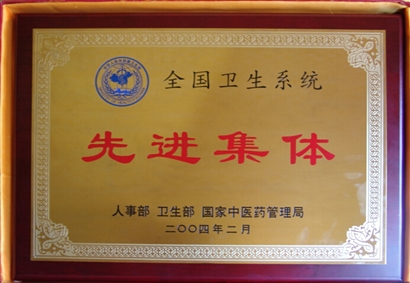 全国卫生系统
先进集体
人事部 卫生部 国家中医药管理局
二〇〇四年二月